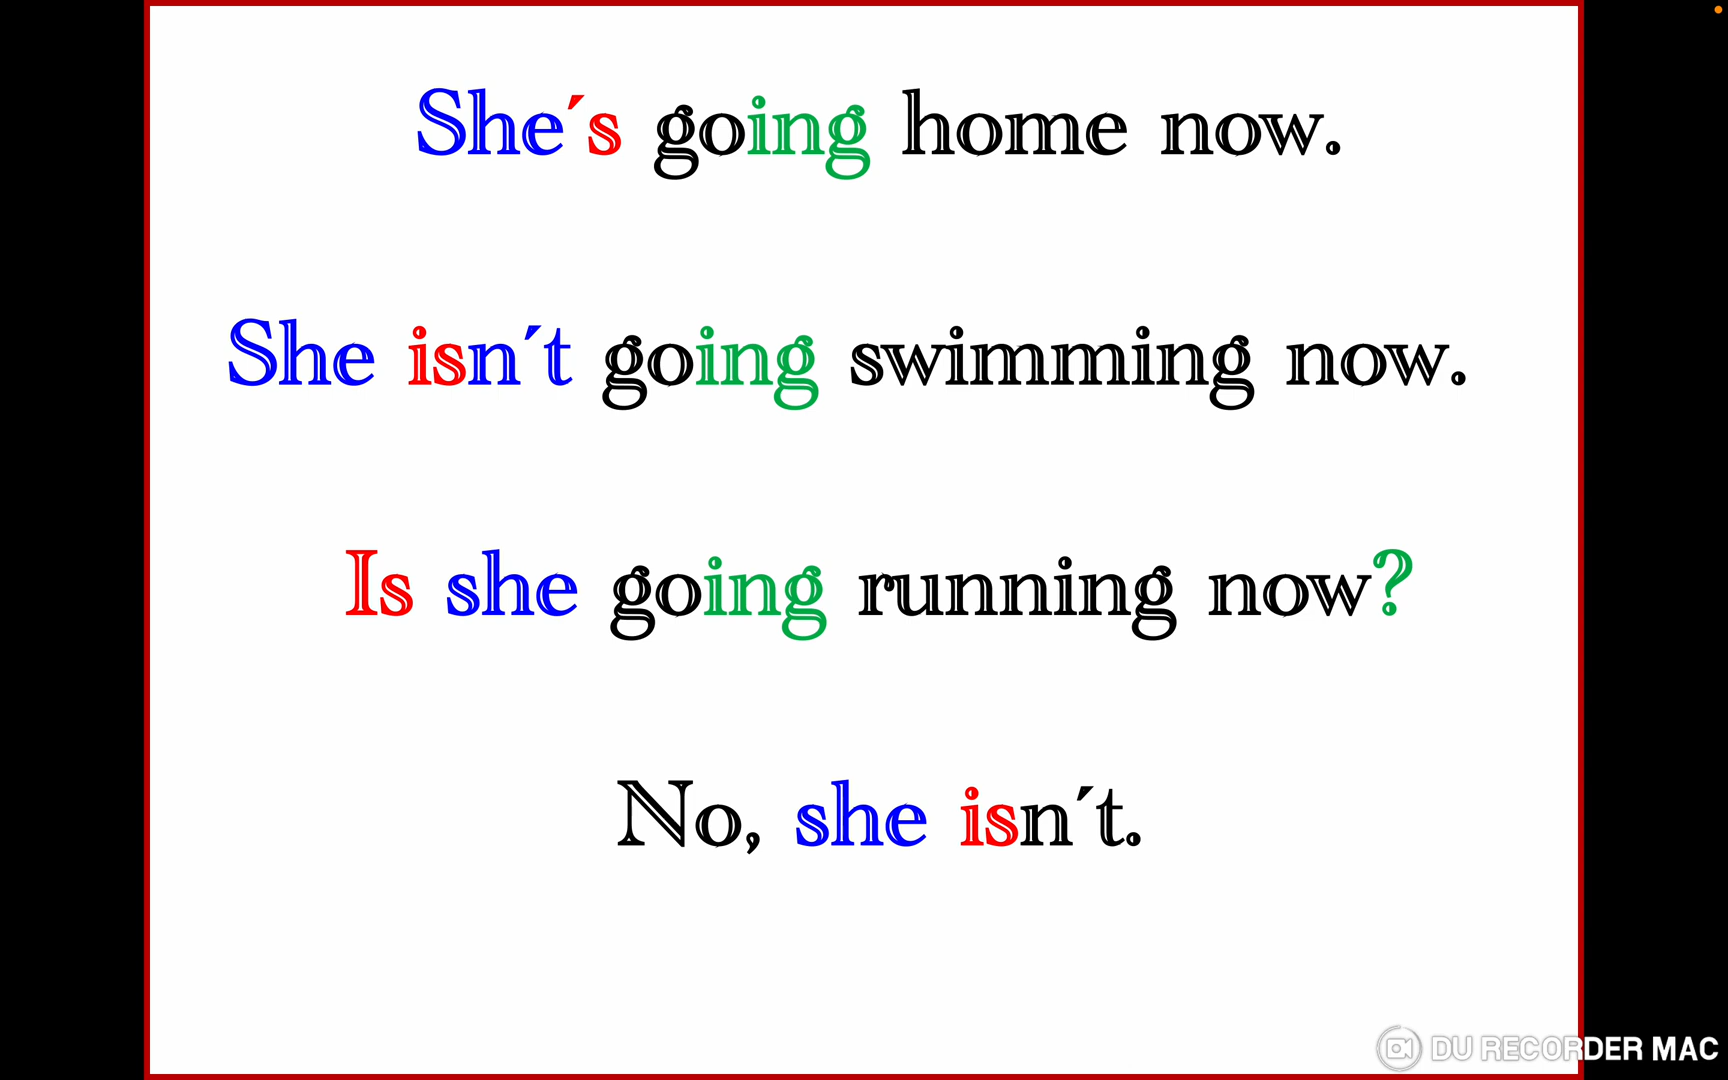 She´s going home now.
She isn´t going swimming now.
Is she going running now?
No, she isn´t.
DU RECORDER MAC